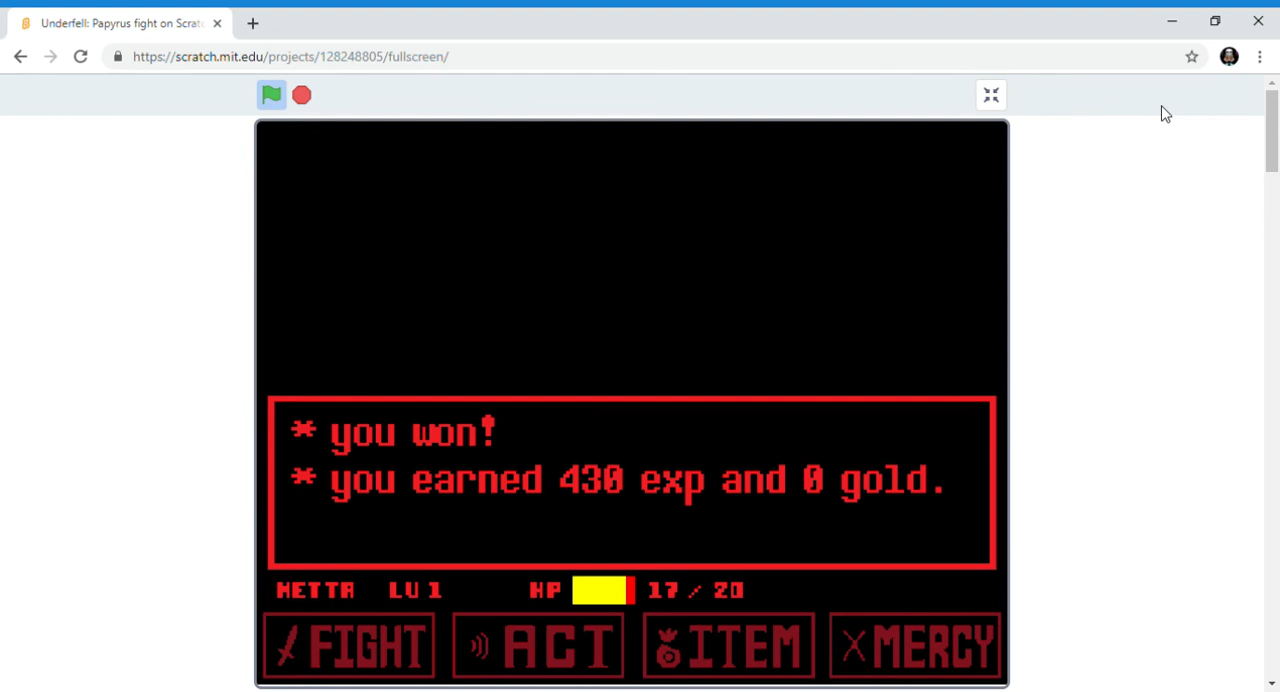 Underfell: Papyrus fight on Scrat
https://scratch.mit.edu/projects/128248805/fullscreen/
* you won!
* you earned 430 exp and 0 gold.
METTA LV 1 HP 17 / 20
FIGHT ACT ITEM MERCY